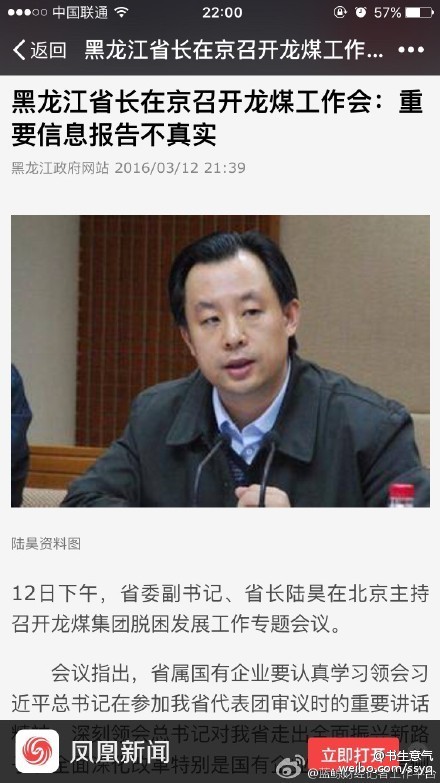 中国联通 22:00 57%
返回 黑龙江省长在京召开龙煤工作...
黑龙江省长在京召开龙煤工作会：重
要信息报告不真实
黑龙江政府网站 2016/03/12 21:39
陆昊资料图
12日下午，省委副书记、省长陆昊在北京主持
召开龙煤集团脱困发展工作专题会议。
会议指出，省属国有企业要认真学习领会习
近平总书记在参加我省代表团审议时的重要讲话
精神，深刻领会总书记对我省走出全面振兴新路
全面深化改革特别是国有企
凤凰新闻
立即打开
@书生意气
weibo.com/ssyq
@蓝鲸财经记者工作平台